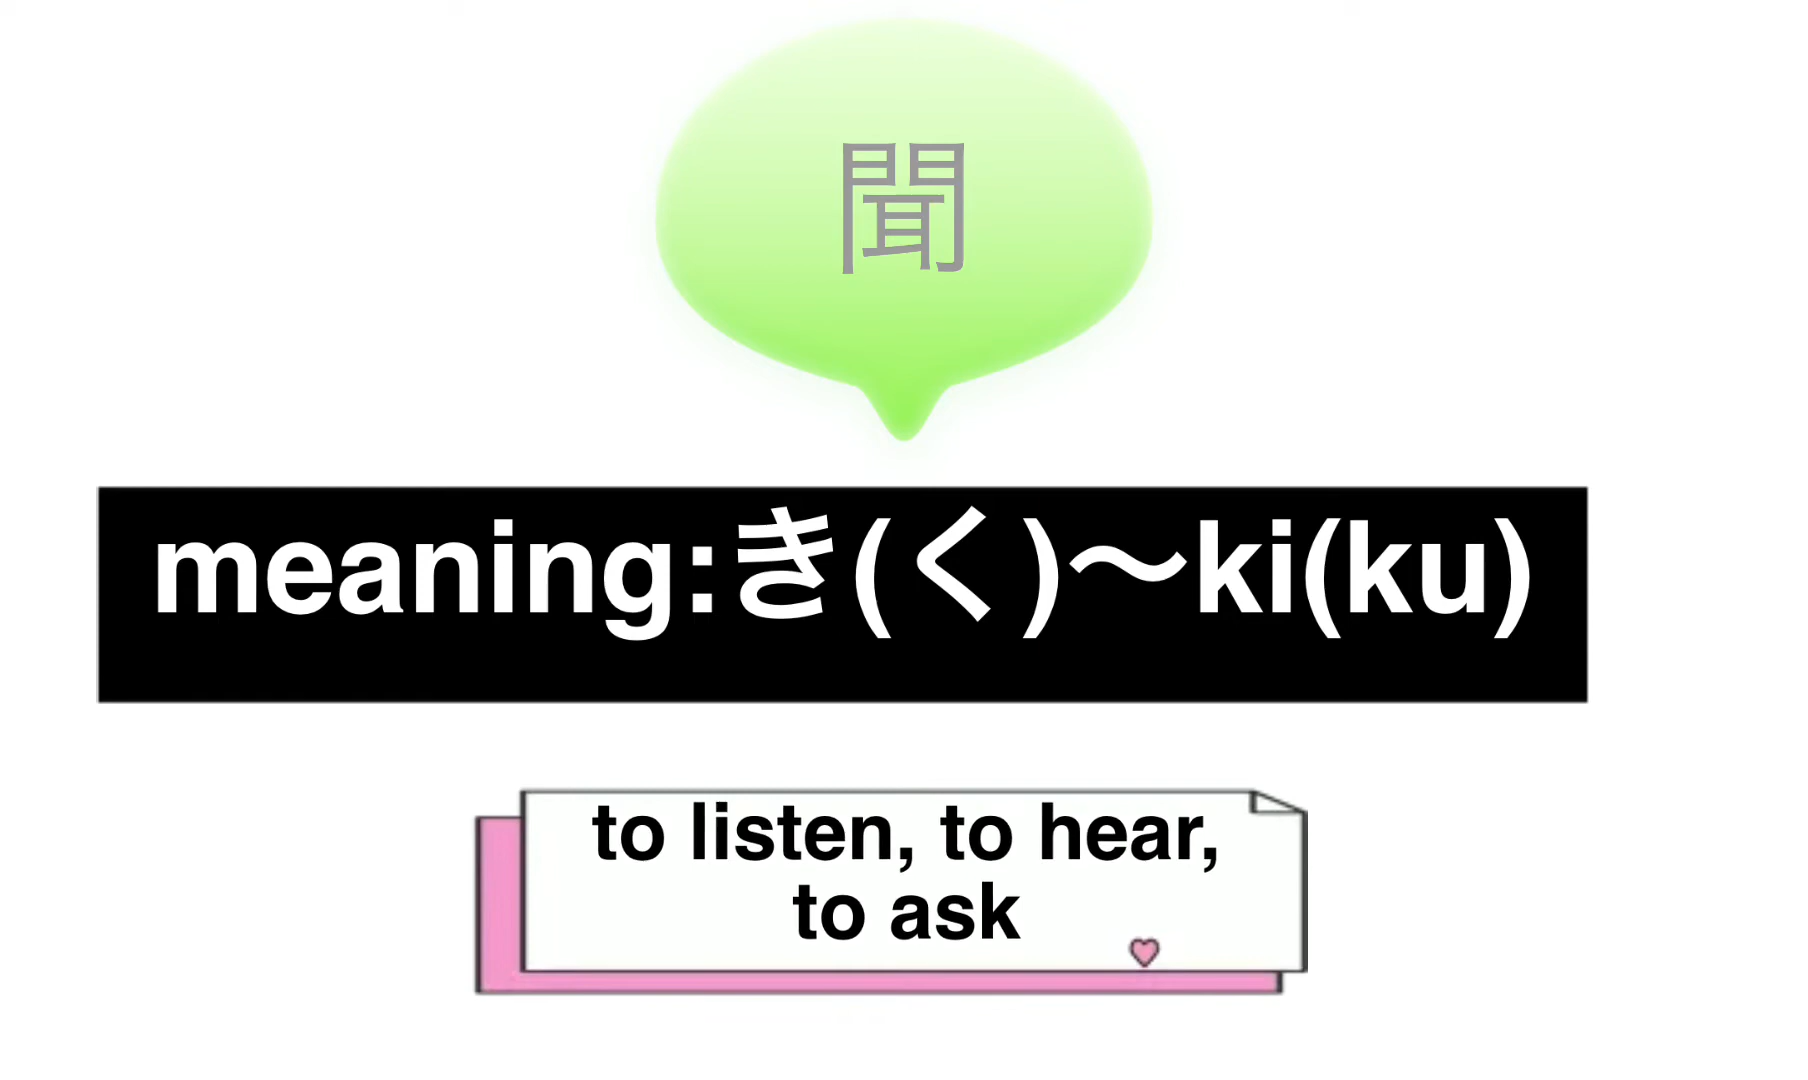 聞
meaning:き(く)〜ki(ku)
to listen, to hear,
to ask